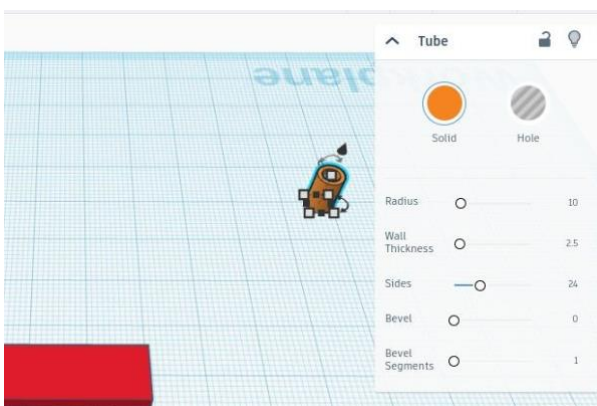 Tube
Solid
Hole
Radius
10
Wall
Thickness
2.5
Sides
24
Bevel
0
Bevel
Segments
1